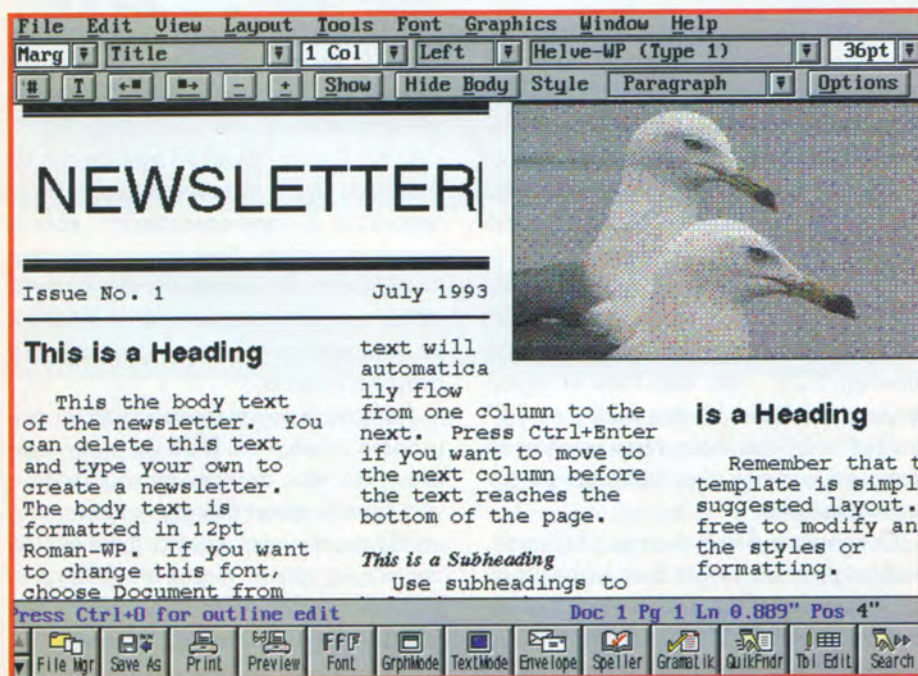 File Edit View Layout Tools Font Graphics Window Help
Marg Title 1 Col Left Helve-WP (Type 1) 36pt
# T - + Show Hide Body Style Paragraph Options
NEWSLETTER
Issue No. 1 July 1993
This is a Heading
This the body text
of the newsletter. You
can delete this text
and type your own to
create a newsletter.
The body text is
formatted in 12pt
Roman-WP. If you want
to change this font,
choose Document from
text will
automatica
lly flow
from one column to the
next. Press Ctrl+Enter
if you want to move to
the next column before
the text reaches the
bottom of the page.
This is a Subheading
Use subheadings to
is a Heading
Remember that t
template is simpl
suggested layout.
free to modify an
the styles or
formatting.
Press Ctrl+O for outline edit Doc 1 Pg 1 Ln 0.889" Pos 4"
File Mgr Save As Print Preview Font GrphMode TextMode Envelope Speller Gramatik QuikFndr Tbl Edit Search